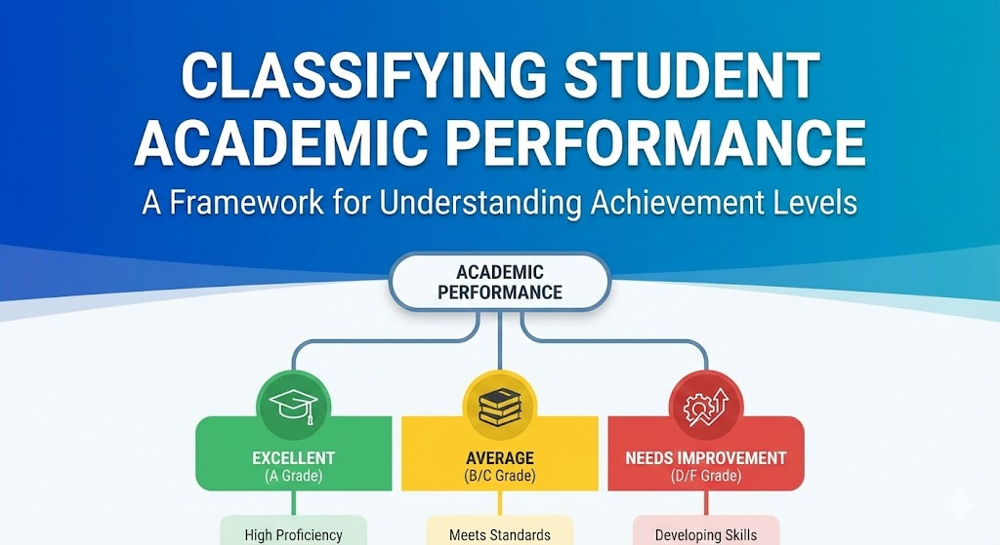 CLASSIFYING STUDENT
ACADEMIC PERFORMANCE
A Framework for Understanding Achievement Levels
ACADEMIC
PERFORMANCE
EXCELLENT
(A Grade)
AVERAGE
(B/C Grade)
NEEDS IMPROVEMENT
(D/F Grade)
High Proficiency
Meets Standards
Developing Skills